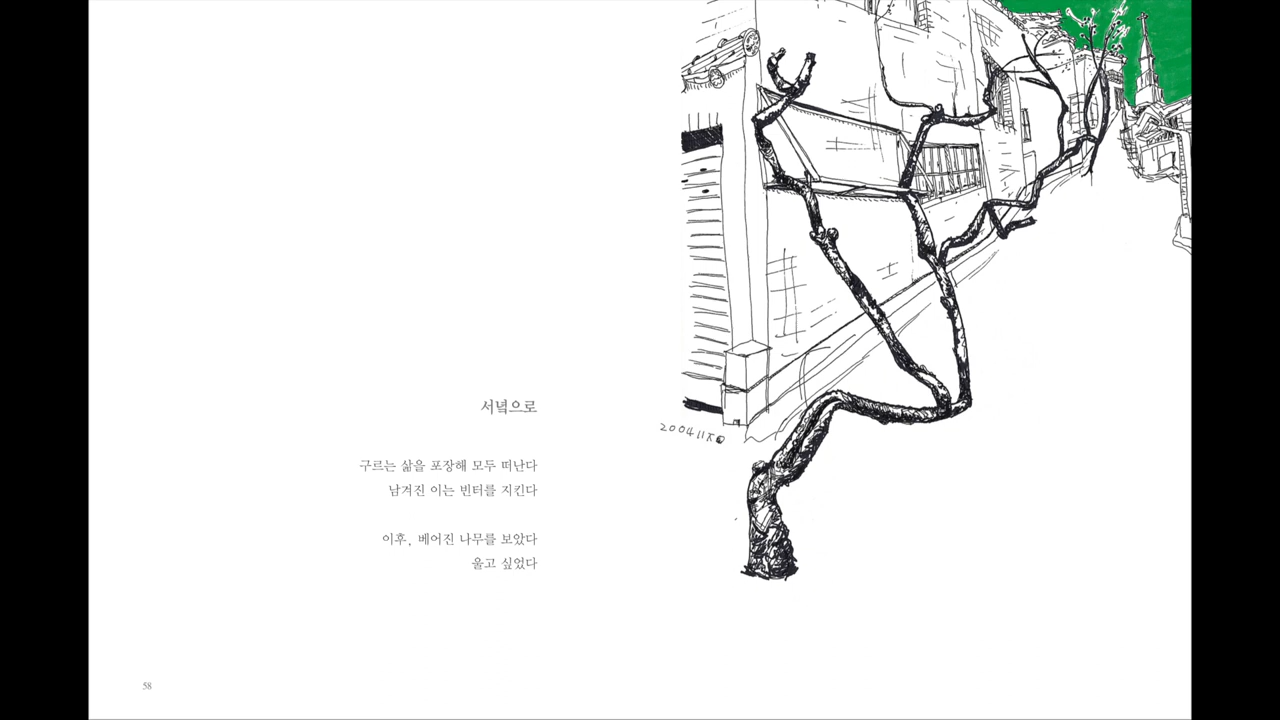 서녘으로
구르는 삶을 포장해 모두 떠난다
남겨진 이는 빈터를 지킨다
이후, 베어진 나무를 보았다
울고 싶었다
200411
58